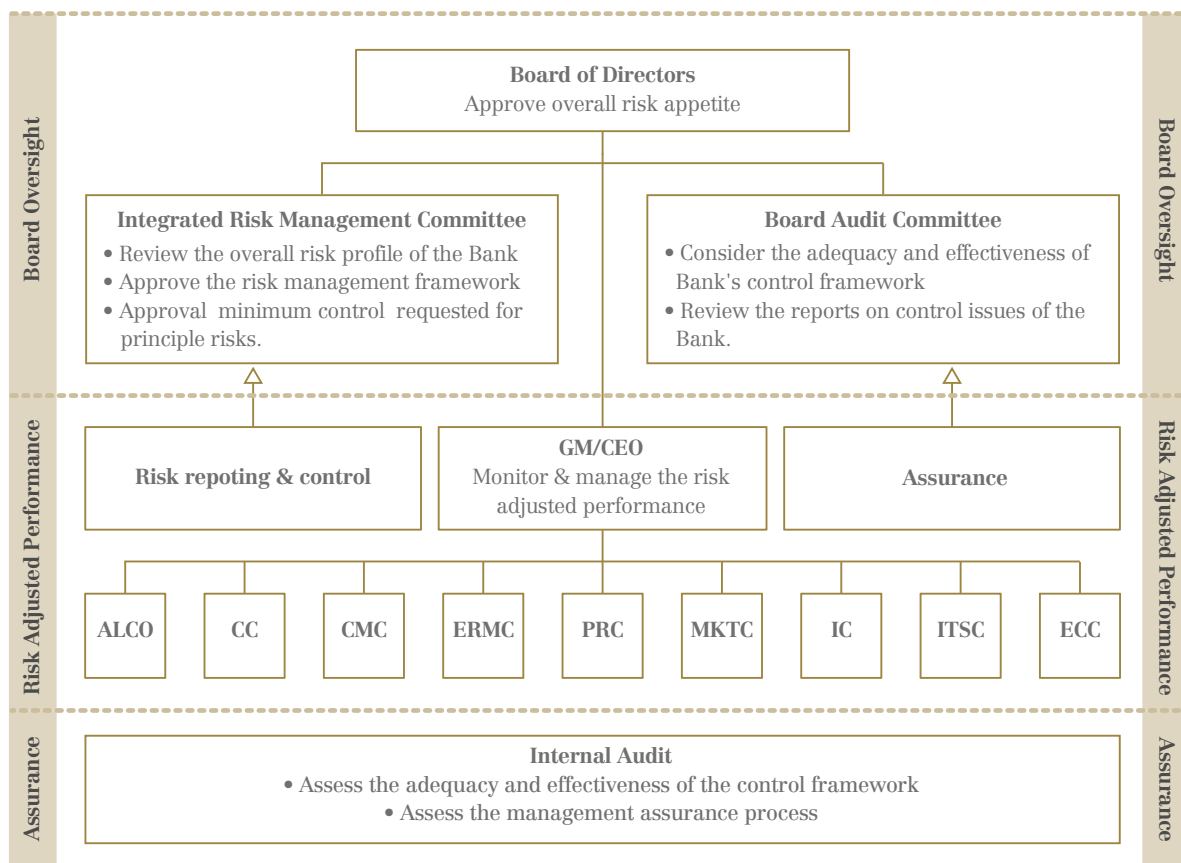 Board Oversight
Board of Directors
Approve overall risk appetite
Board Oversight
Integrated Risk Management Committee
• Review the overall risk profile of the Bank
• Approve the risk management framework
• Approval minimum control requested for
principle risks.
Board Audit Committee
• Consider the adequacy and effectiveness of
Bank's control framework
• Review the reports on control issues of the
Bank.
Risk Adjusted Performance
Risk repoting & control
GM/CEO
Monitor & manage the risk
adjusted performance
Assurance
Risk Adjusted Performance
ALCO
CC
CMC
ERMC
PRC
MKTC
IC
ITSC
ECC
Assurance
Internal Audit
• Assess the adequacy and effectiveness of the control framework
• Assess the management assurance process
Assurance